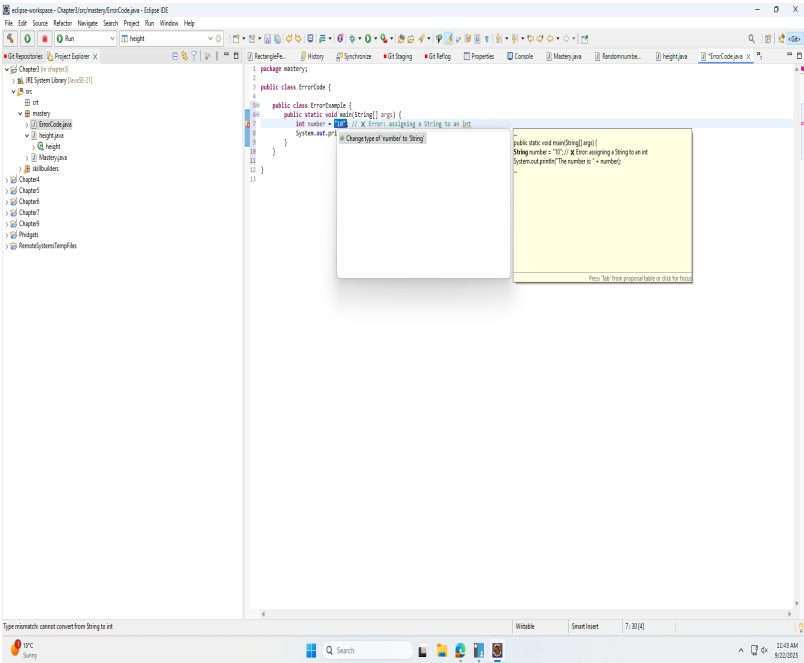 eclipse-workspace - Chapter3/src/mastery/ErrorCode.java - Eclipse IDE
File Edit Source Refactor Navigate Search Project Run Window Help
Run
height
<Git>
Git Repositories
Project Explorer
RectanglePe...
History
Synchronize
Git Staging
Git Reflog
Properties
Console
Mastery.java
Randomnumbe...
height.java
*ErrorCode.java
Chapter3 [in chapter3]
JRE System Library [JavaSE-21]
src
crt
mastery
ErrorCode.java
height.java
height
Mastery.java
skillbuilders
Chapter4
Chapter5
Chapter6
Chapter7
Chapter9
Phidgets
RemoteSystemsTempFiles
1 package mastery;
2
3 public class ErrorCode {
4
5 public class ErrorExample {
6 public static void main(String[] args) {
7 int number = "10"; // ✗ Error: assigning a String to an int
8 System.out.pri
9 }
10 }
11
12 }
13
Change type of 'number' to 'String'
...
public static void main(String[] args) {
String number = "10"; // ✗ Error: assigning a String to an int
System.out.println("The number is: " + number);
...
Press 'Tab' from proposal table or click for focus
Type mismatch: cannot convert from String to int
Writable
Smart Insert
7 : 30 [4]
15°C
Sunny
Search
11:43 AM
9/22/2025